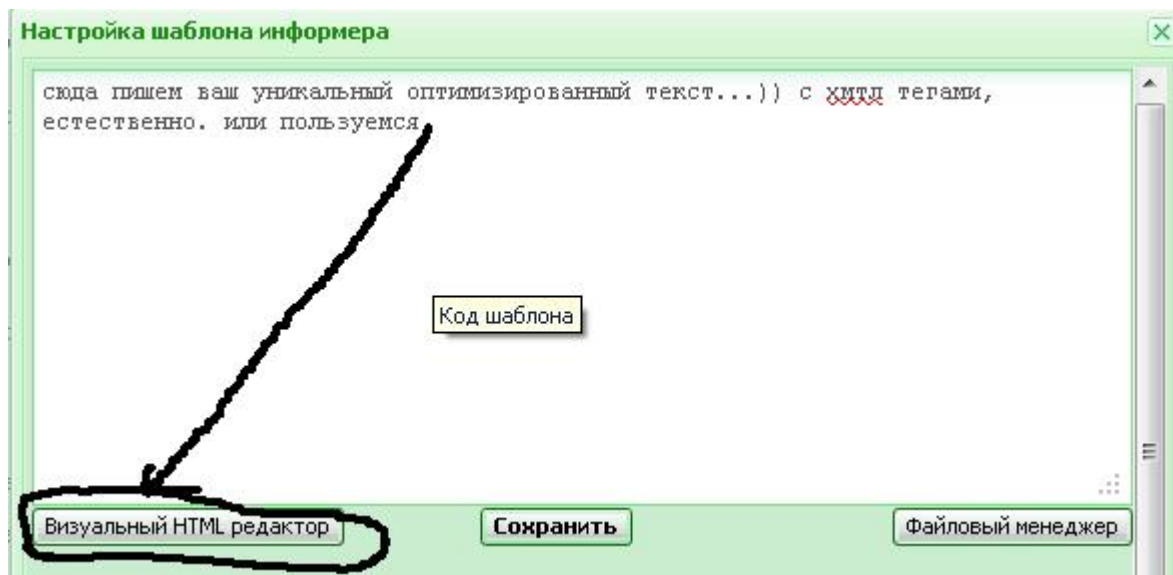 Настройка шаблона информера
сюда пишем ваш уникальный оптимизированный текст...)) с хмтл тегами,
естественно. или пользуемся
Код шаблона
Визуальный HTML редактор
Сохранить
Файловый менеджер